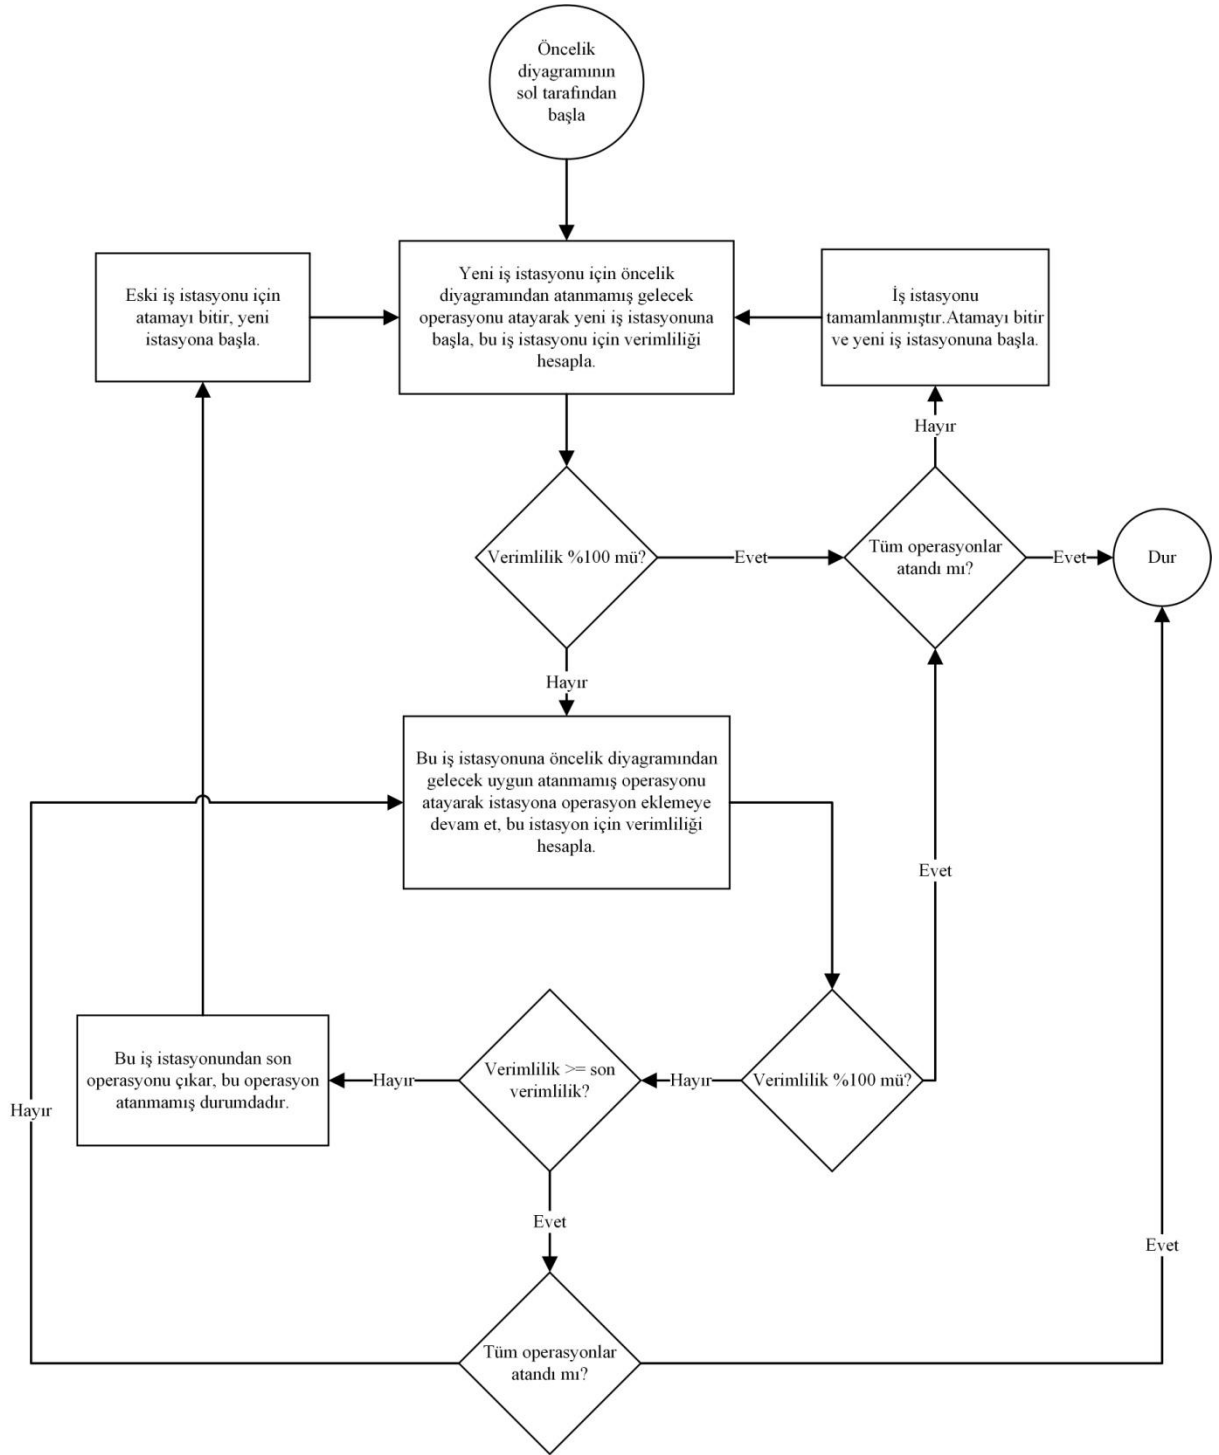 Öncelik
diyagramının
sol tarafından
başla
Eski iş istasyonu için
atamayı bitir, yeni
istasyona başla.
Yeni iş istasyonu için öncelik
diyagramından atanmamış gelecek
operasyonu atayarak yeni iş istasyonuna
başla, bu iş istasyonu için verimliliği
hesapla.
İş istasyonu
tamamlanmıştır.Atamayı bitir
ve yeni iş istasyonuna başla.
Hayır
Verimlilik %100 mü?
Evet
Tüm operasyonlar
atandı mı?
Evet
Dur
Hayır
Bu iş istasyonuna öncelik diyagramından
gelecek uygun atanmamış operasyonu
atayarak istasyona operasyon eklemeye
devam et, bu istasyon için verimliliği
hesapla.
Evet
Bu iş istasyonundan son
operasyonu çıkar, bu operasyon
atanmamış durumdadır.
Hayır
Verimlilik >= son
verimlilik?
Hayır
Verimlilik %100 mü?
Hayır
Evet
Evet
Tüm operasyonlar
atandı mı?